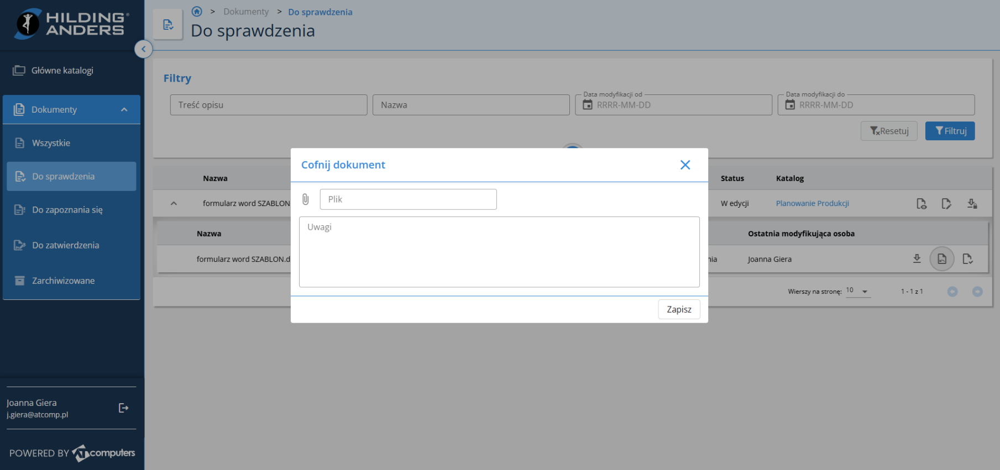 HILDING
ANDERS
> Dokumenty > Do sprawdzenia
Do sprawdzenia
Główne katalogi
Dokumenty
Wszystkie
Do sprawdzenia
Do zapoznania się
Do zatwierdzenia
Zarchiwizowane
Joanna Giera
j.giera@atcomp.pl
POWERED BY AT computers
Filtry
Treść opisu
Nazwa
Data modyfikacji od
RRRR-MM-DD
Data modyfikacji do
RRRR-MM-DD
Resetuj
Filtruj
Nazwa
Status
Katalog
formularz word SZABLON
W edycji
Planowanie Produkcji
Nazwa
Ostatnia modyfikująca osoba
formularz word SZABLON.d
nia
Joanna Giera
Wierszy na stronę: 10
1 - 1 z 1
Cofnij dokument
Plik
Uwagi
Zapisz